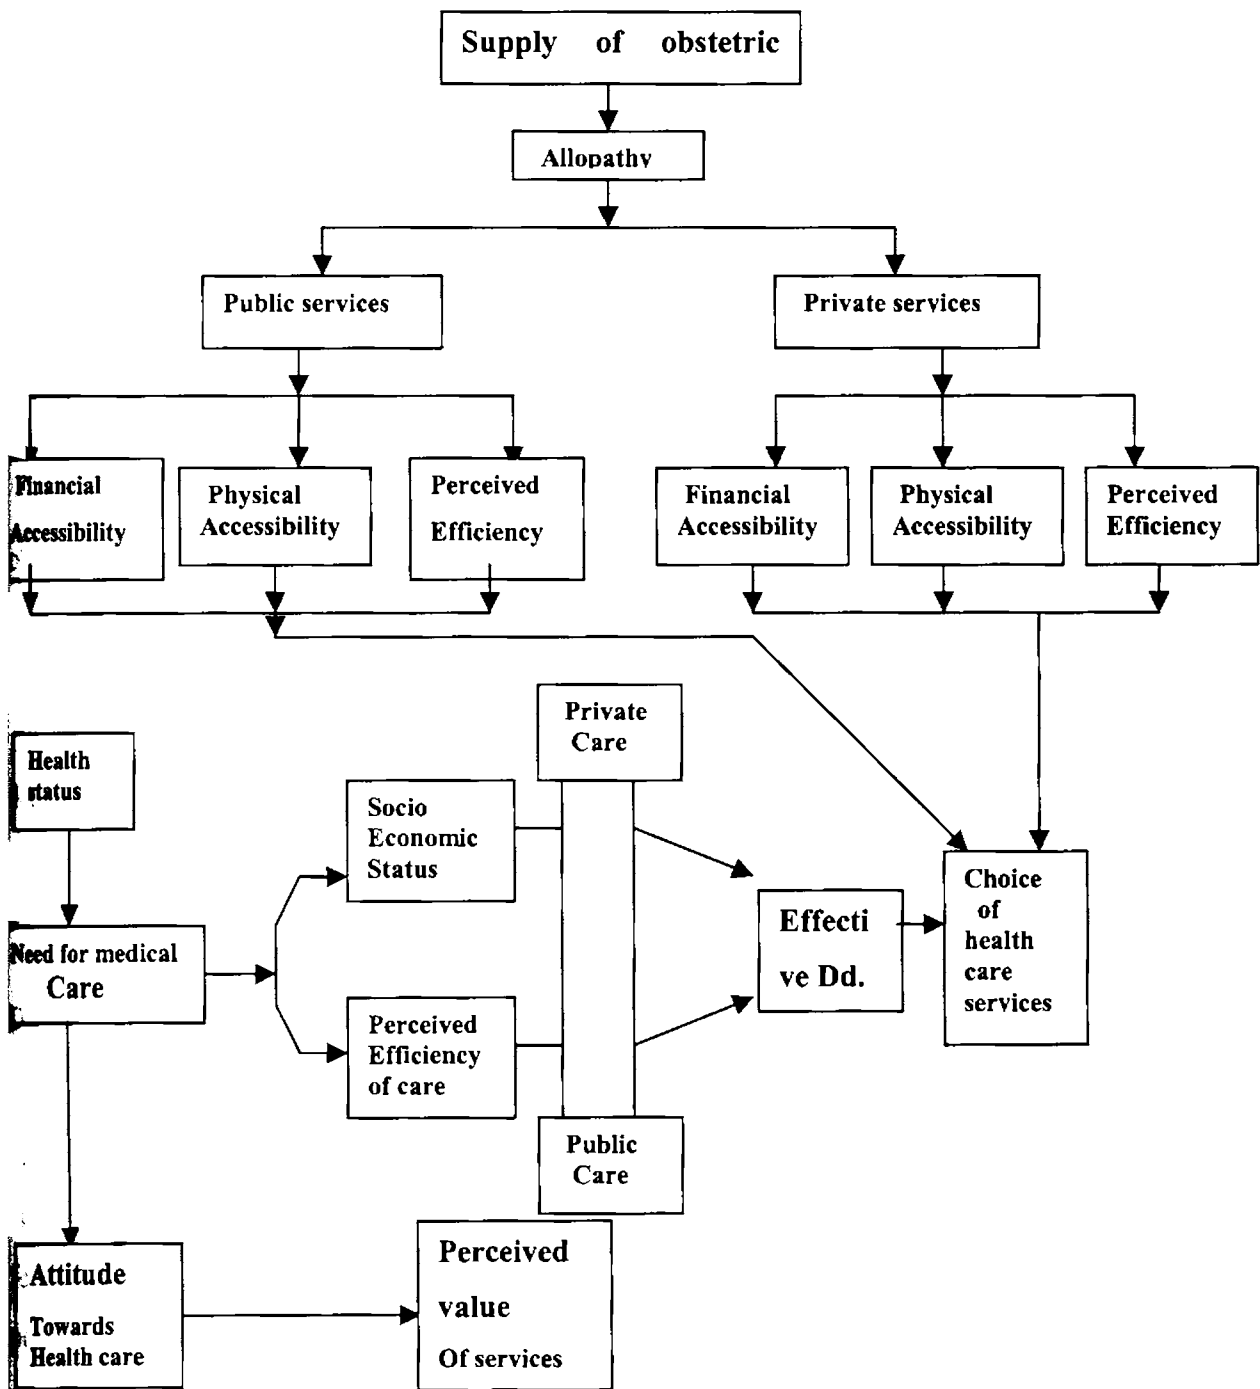 Supply of obstetric
Allopathy
Public services
Private services
Financial
Accessibility
Physical
Accessibility
Perceived
Efficiency
Financial
Accessibility
Physical
Accessibility
Perceived
Efficiency
Private
Care
Health
status
Socio
Economic
Status
Choice
of
health
care
services
Effecti
ve Dd.
Need for medical
Care
Perceived
Efficiency
of care
Public
Care
Attitude
Towards
Health care
Perceived
value
Of services